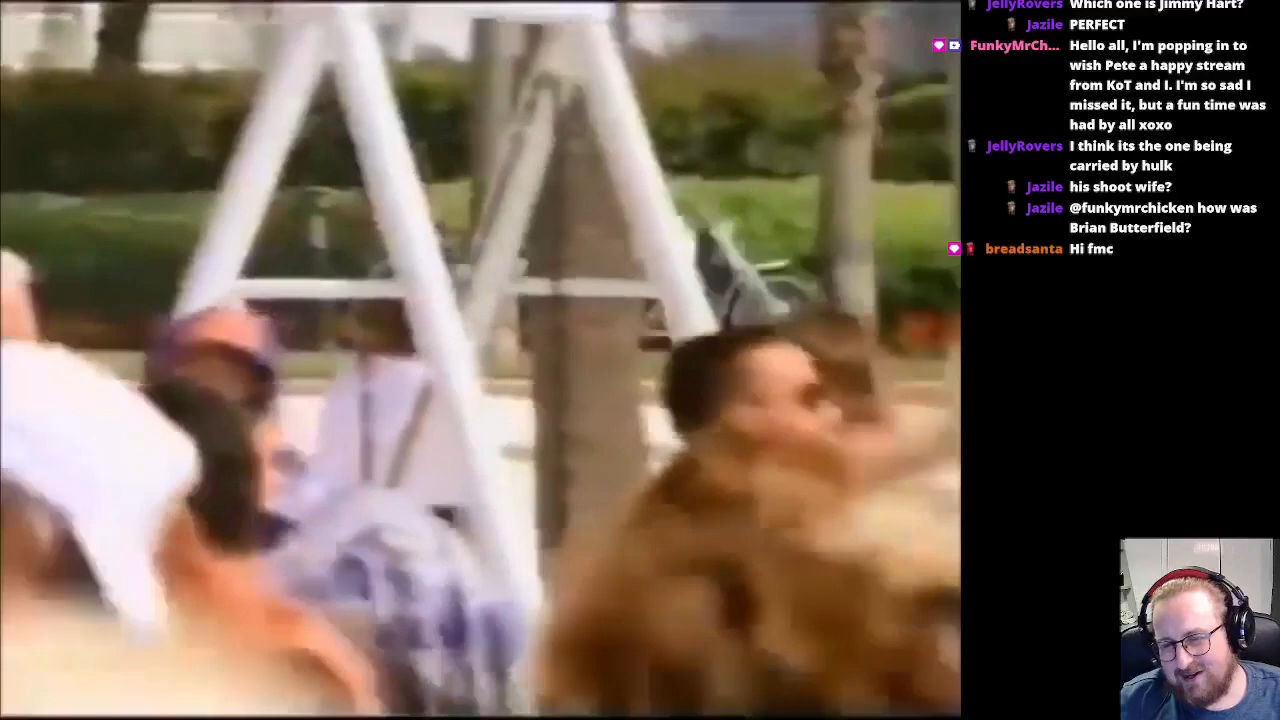 JellyRovers Which one is Jimmy Hart?
Jazile PERFECT
FunkyMrCh... Hello all, I'm popping in to
wish Pete a happy stream
from KoT and I. I'm so sad I
missed it, but a fun time was
had by all xoxo
JellyRovers I think its the one being
carried by hulk
Jazile his shoot wife?
Jazile @funkymrchicken how was
Brian Butterfield?
breadsanta Hi fmc